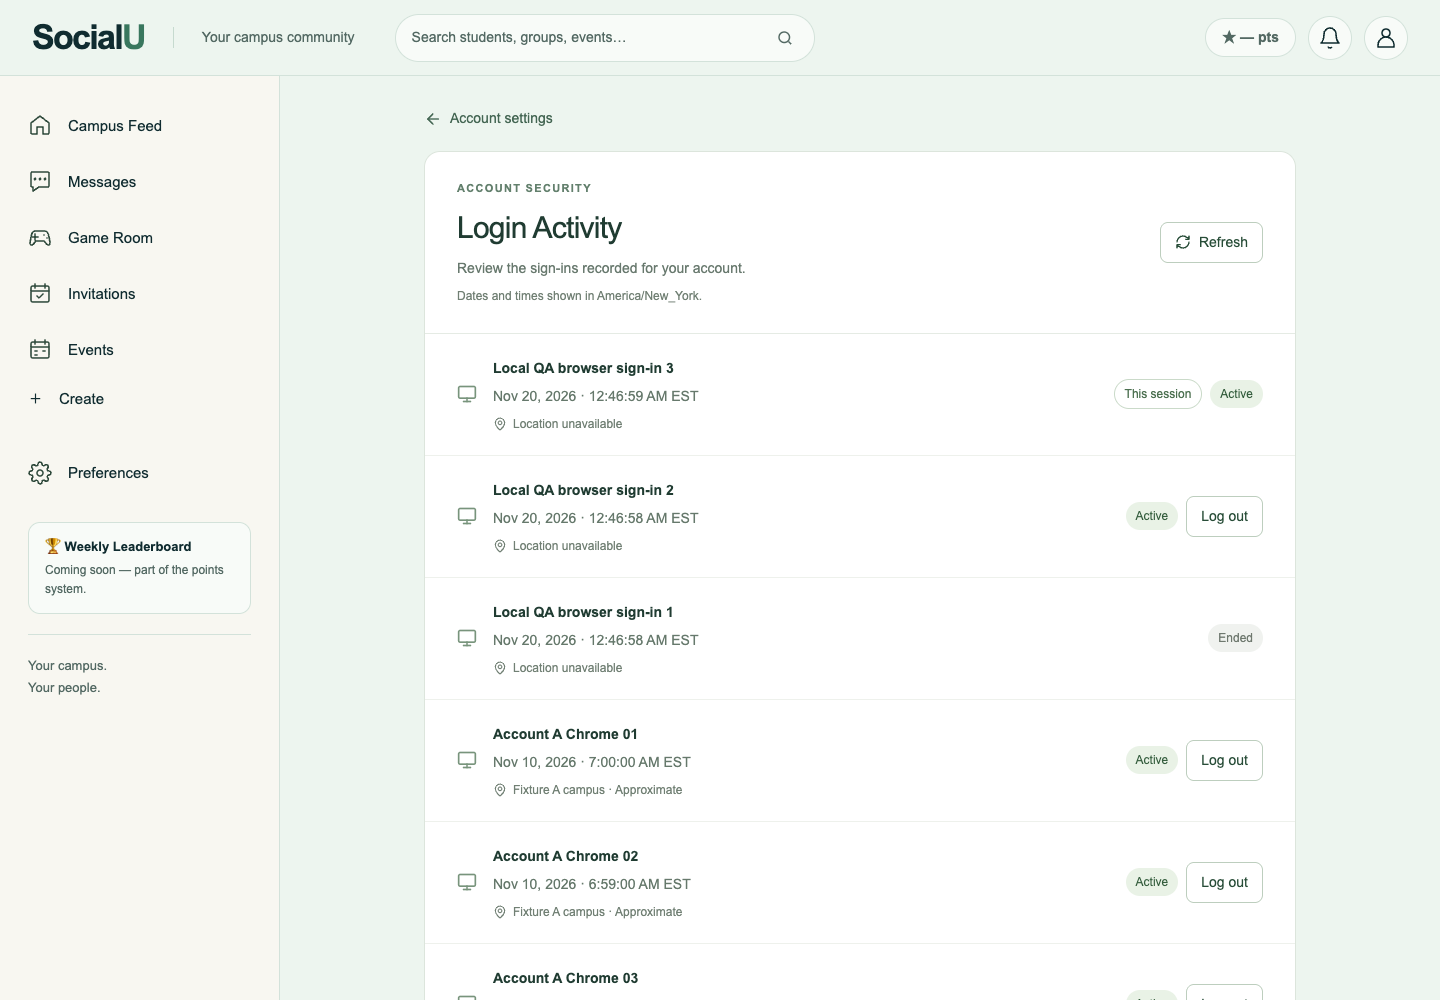 SocialU
Your campus community
Search students, groups, events...
★ — pts
Campus Feed
Messages
Game Room
Invitations
Events
+ Create
Preferences
🏆 Weekly Leaderboard
Coming soon — part of the points
system.
Your campus.
Your people.
← Account settings
ACCOUNT SECURITY
Login Activity
Review the sign-ins recorded for your account.
Dates and times shown in America/New_York.
Refresh
Local QA browser sign-in 3
Nov 20, 2026 · 12:46:59 AM EST
Location unavailable
This session
Active
Local QA browser sign-in 2
Nov 20, 2026 · 12:46:58 AM EST
Location unavailable
Active
Log out
Local QA browser sign-in 1
Nov 20, 2026 · 12:46:58 AM EST
Location unavailable
Ended
Account A Chrome 01
Nov 10, 2026 · 7:00:00 AM EST
Fixture A campus · Approximate
Active
Log out
Account A Chrome 02
Nov 10, 2026 · 6:59:00 AM EST
Fixture A campus · Approximate
Active
Log out
Account A Chrome 03